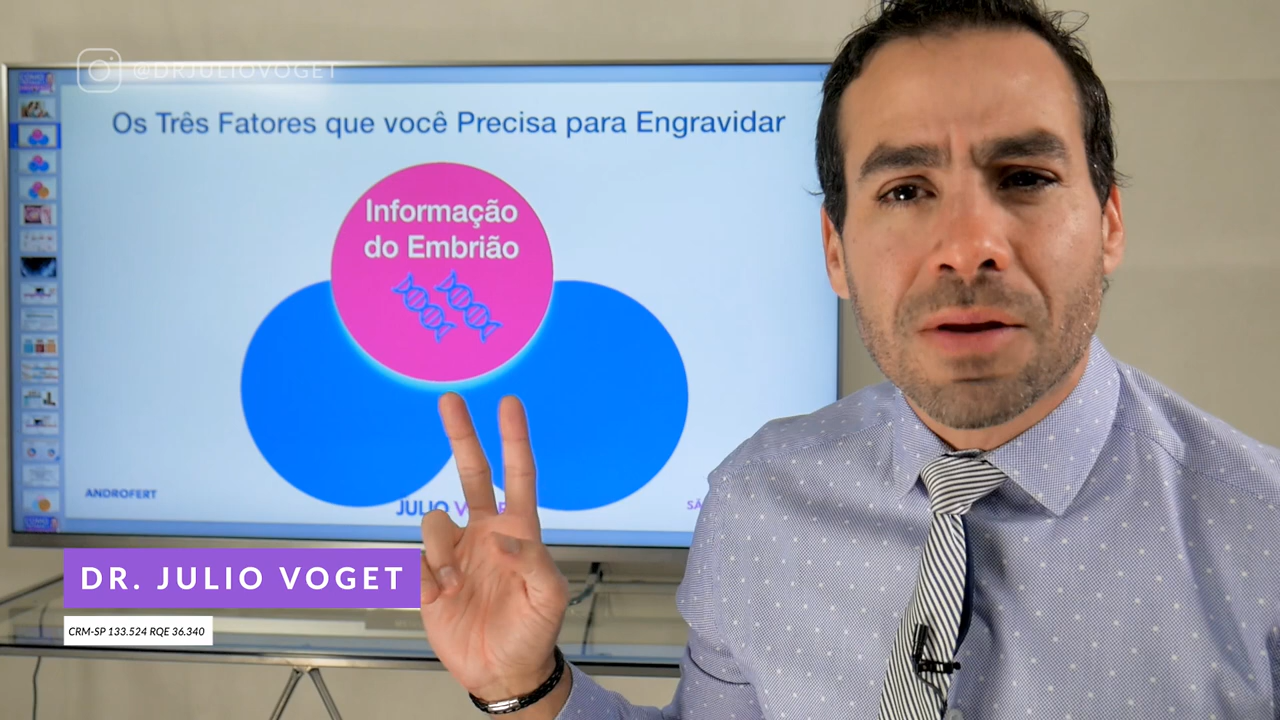 @DRJULIOVOGET
Os Três Fatores que você Precisa para Engravidar
Informação
do Embrião
ANDROFERT
JULIO
DR. JULIO VOGET
CRM-SP 133.524 RQE 36.340